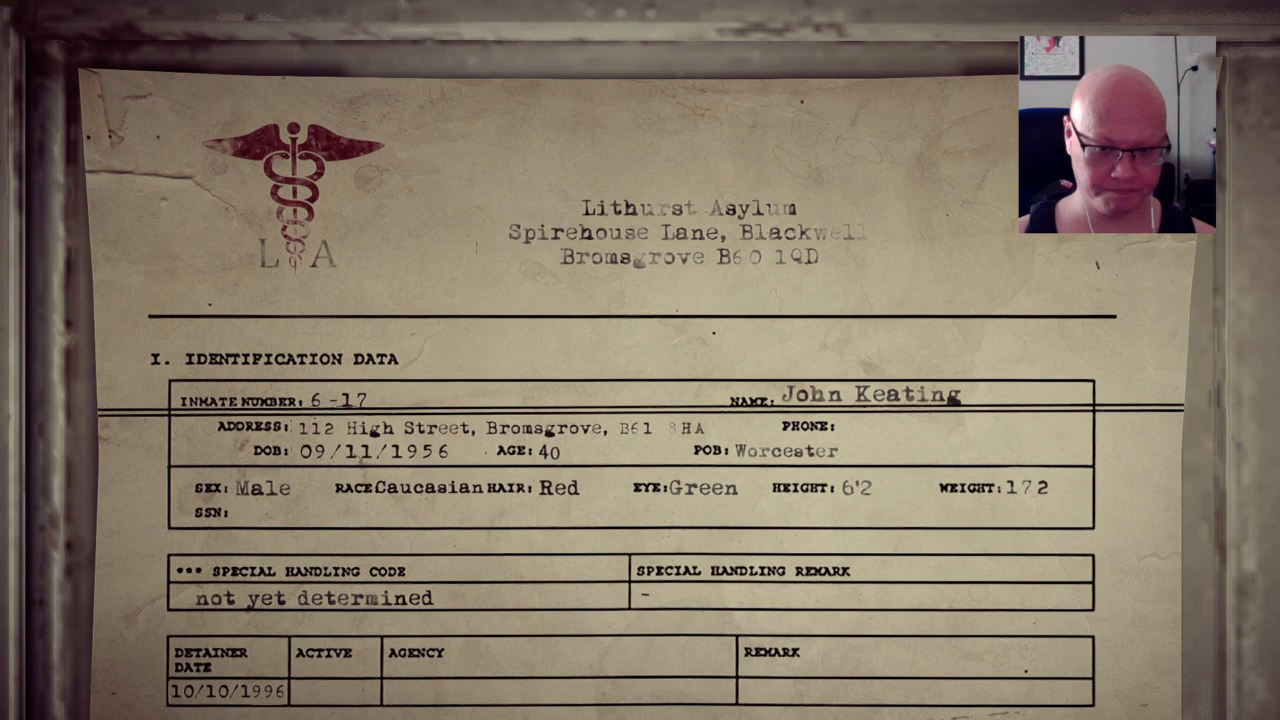 L A
Lithurst Asylum
Spirehouse Lane, Blackwell
Bromsgrove B60 1QD
I. IDENTIFICATION DATA
INMATE NUMBER: 6-17 NAME: John Keating
ADDRESS: 112 High Street, Bromsgrove, B61 8HA PHONE:
DOB: 09/11/1956 AGE: 40 POB: Worcester
SEX: Male RACE Caucasian HAIR: Red EYE: Green HEIGHT: 6'2 WEIGHT: 172
SSN:
*** SPECIAL HANDLING CODE SPECIAL HANDLING REMARK
not yet determined -
DETAINER DATE ACTIVE AGENCY REMARK
10/10/1996